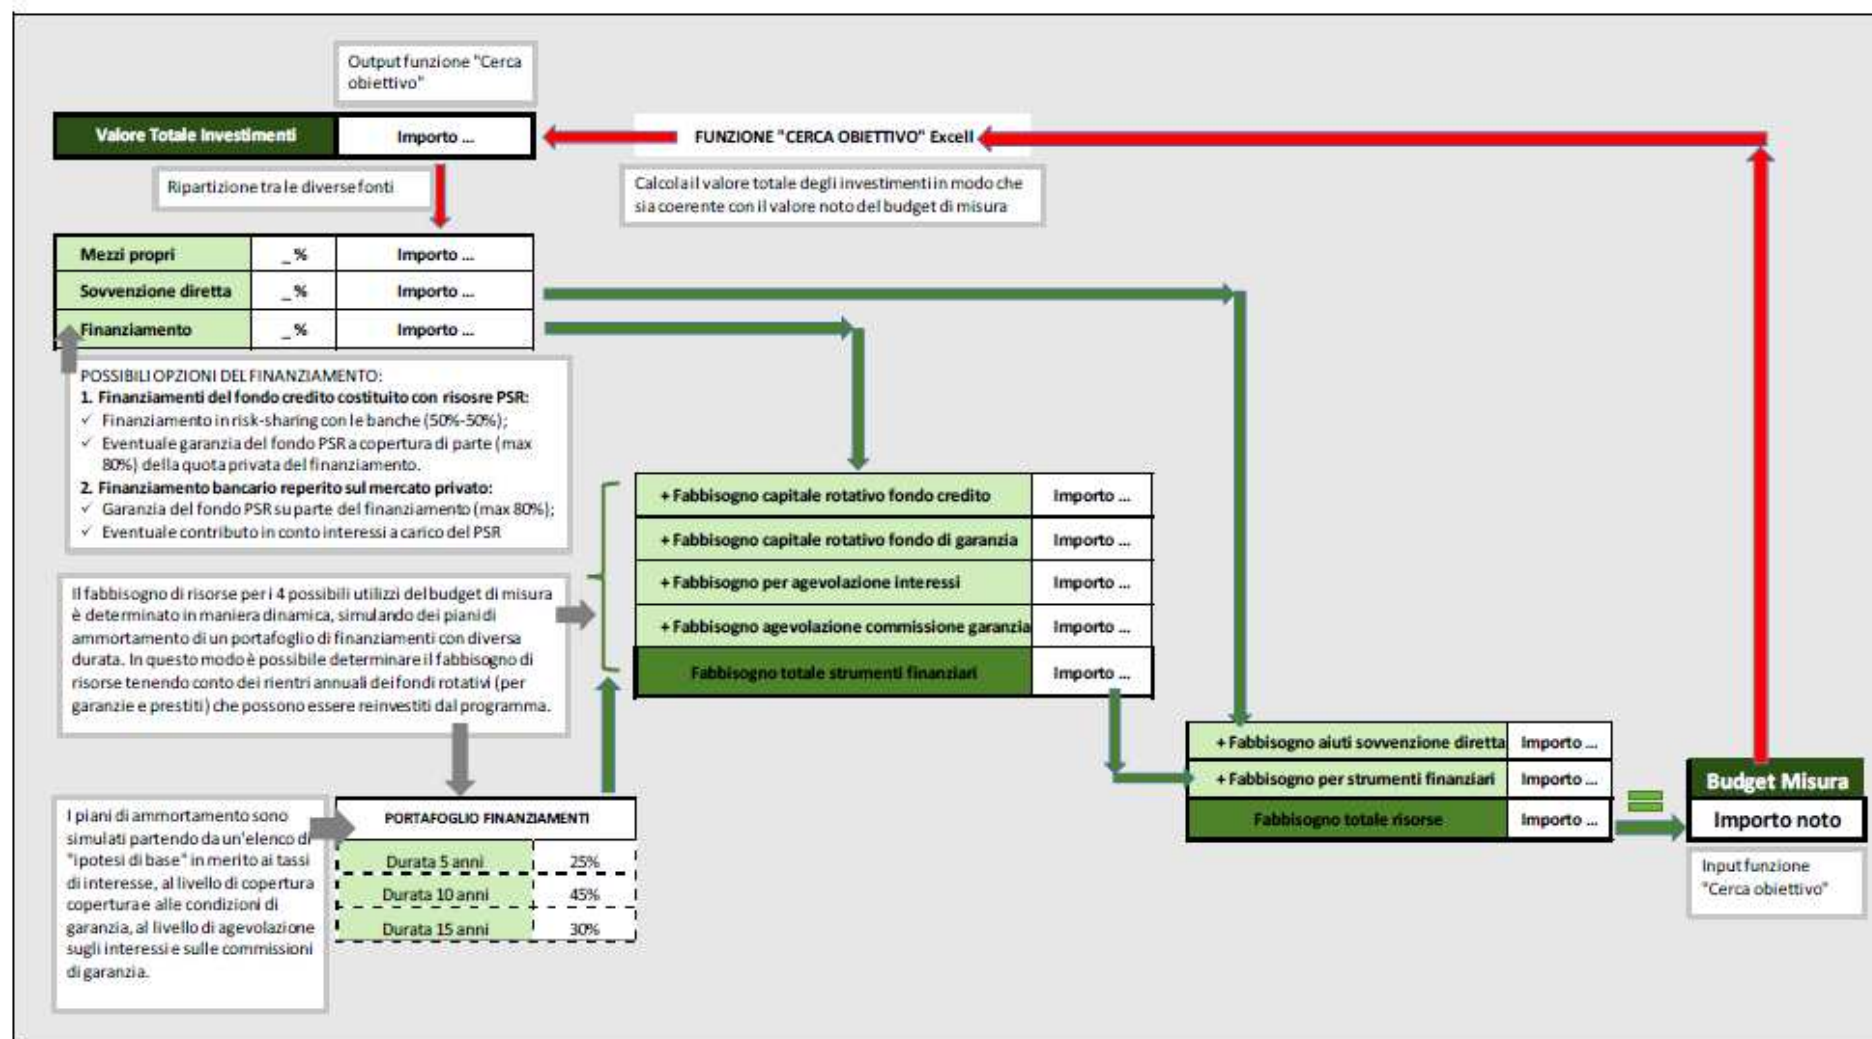 Output funzione "Cerca
obiettivo"
Valore Totale Investimenti Importo ...
FUNZIONE "CERCA OBIETTIVO" Excell
Ripartizione tra le diverse fonti
Calcola il valore totale degli investimenti in modo che
sia coerente con il valore noto del budget di misura
Mezzi propri _% Importo ...
Sovvenzione diretta _% Importo ...
Finanziamento _% Importo ...
POSSIBILI OPZIONI DEL FINANZIAMENTO:
1. Finanziamenti del fondo credito costituito con risosre PSR:
✓ Finanziamento in risk-sharing con le banche (50%-50%);
✓ Eventuale garanzia del fondo PSR a copertura di parte (max
80%) della quota privata del finanziamento.
2. Finanziamento bancario reperito sul mercato privato:
✓ Garanzia del fondo PSR su parte del finanziamento (max 80%);
✓ Eventuale contributo in conto interessi a carico del PSR
+ Fabbisogno capitale rotativo fondo credito Importo ...
+ Fabbisogno capitale rotativo fondo di garanzia Importo ...
+ Fabbisogno per agevolazione interessi Importo ...
+ Fabbisogno agevolazione commissione garanzia Importo ...
Fabbisogno totale strumenti finanziari Importo ...
Il fabbisogno di risorse per i 4 possibili utilizzi del budget di misura
è determinato in maniera dinamica, simulando dei piani di
ammortamento di un portafoglio di finanziamenti con diversa
durata. In questo modo è possibile determinare il fabbisogno di
risorse tenendo conto dei rientri annuali dei fondi rotativi (per
garanzie e prestiti) che possono essere reinvestiti dal programma.
+ Fabbisogno aiuti sovvenzione diretta Importo ...
+ Fabbisogno per strumenti finanziari Importo ...
Fabbisogno totale risorse Importo ...
Budget Misura
Importo noto
Input funzione
"Cerca obiettivo"
I piani di ammortamento sono
simulati partendo da un'elenco di
"ipotesi di base" in merito ai tassi
di interesse, al livello di copertura
copertura e alle condizioni di
garanzia, al livello di agevolazione
sugli interessi e sulle commissioni
di garanzia.
PORTAFOGLIO FINANZIAMENTI
Durata 5 anni 25%
Durata 10 anni 45%
Durata 15 anni 30%